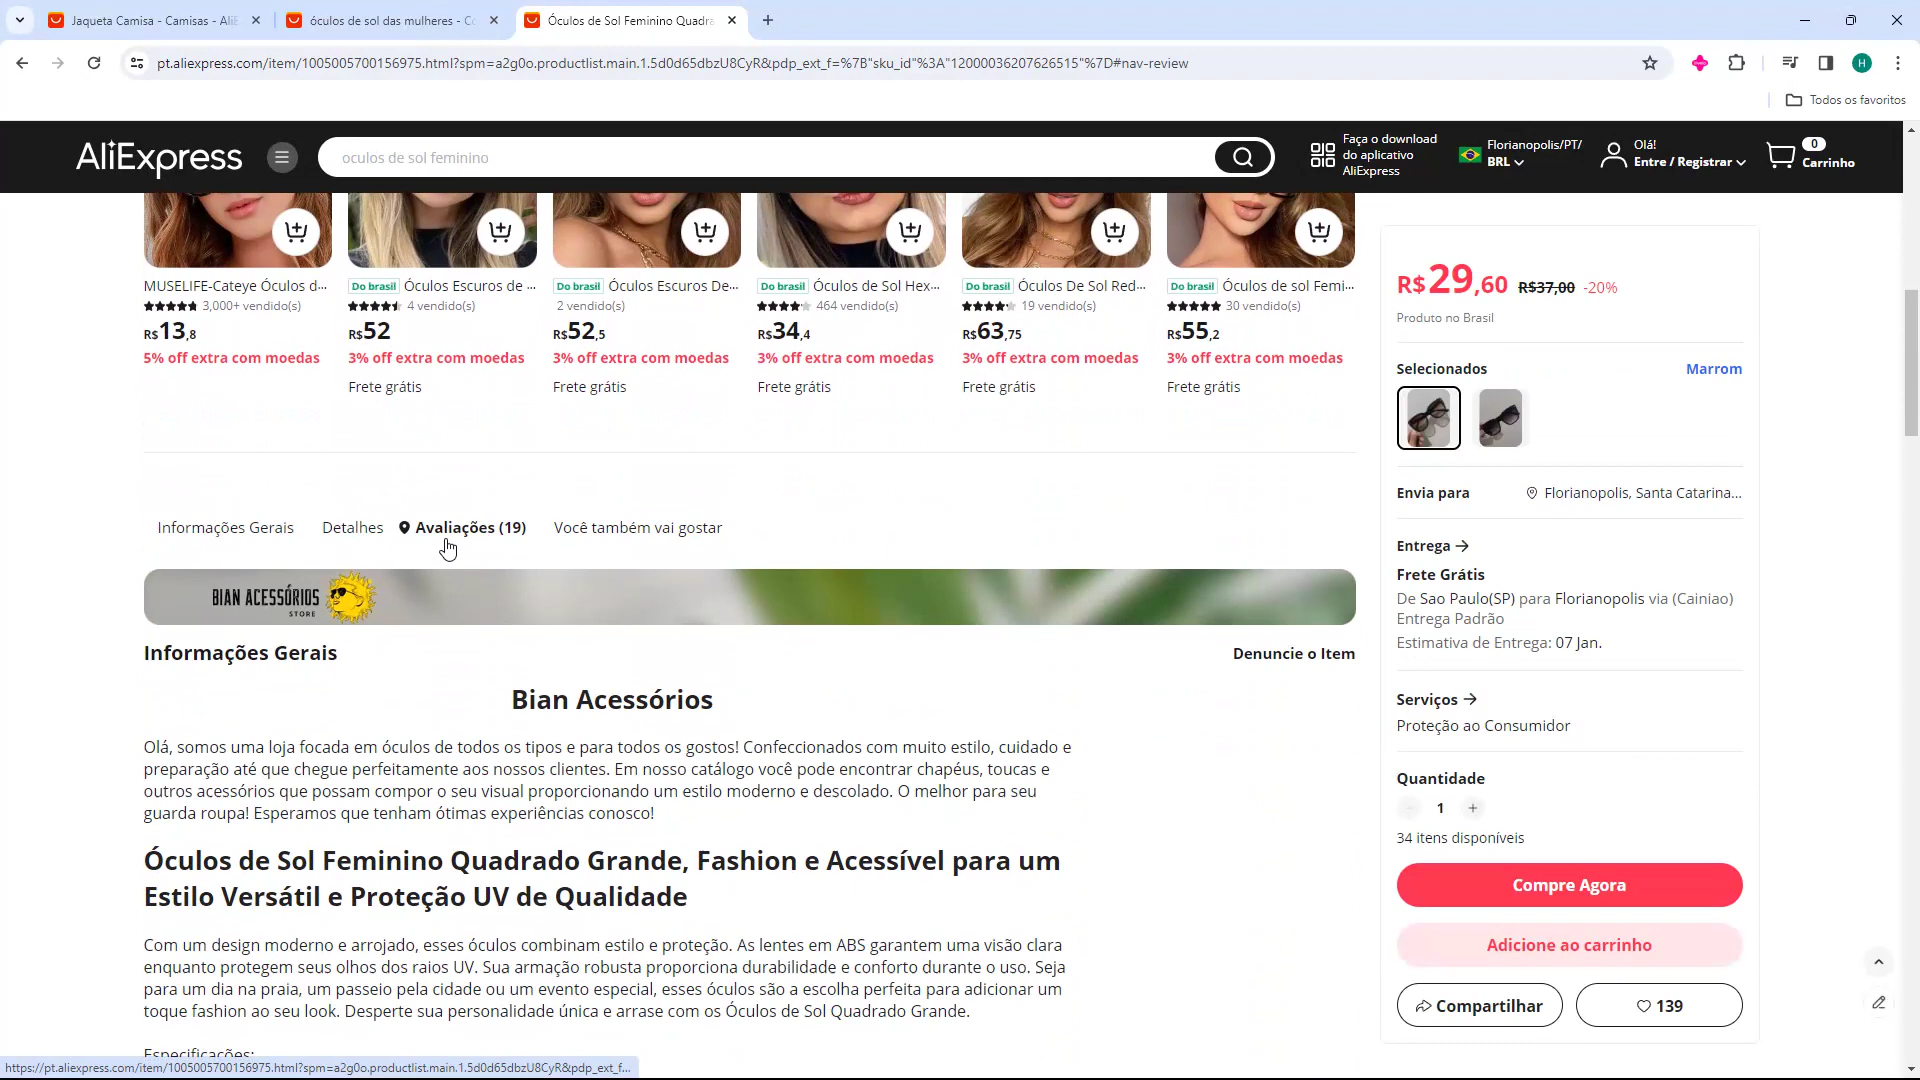 Jaqueta Camisa - Camisas - AliE
óculos de sol das mulheres - Co
Óculos de Sol Feminino Quadra
pt.aliexpress.com/item/1005005700156975.html?spm=a2g0o.productlist.main.1.5d0d65dbzU8CyR&pdp_ext_f=%7B"sku_id"%3A"12000036207626515"%7D#nav-review
H
Todos os favoritos
AliExpress
oculos de sol feminino
Faça o download
do aplicativo
AliExpress
Florianopolis/PT/
BRL
Olá!
Entre / Registrar
0
Carrinho
MUSELIFE-Cateye Óculos d...
3,000+ vendido(s)
R$13,8
5% off extra com moedas
Do brasil Óculos Escuros de ...
4 vendido(s)
R$52
3% off extra com moedas
Frete grátis
Do brasil Óculos Escuros De...
2 vendido(s)
R$52,5
3% off extra com moedas
Frete grátis
Do brasil Óculos de Sol Hex...
464 vendido(s)
R$34,4
3% off extra com moedas
Frete grátis
Do brasil Óculos De Sol Red...
19 vendido(s)
R$63,75
3% off extra com moedas
Frete grátis
Do brasil Óculos de sol Femi...
30 vendido(s)
R$55,2
3% off extra com moedas
Frete grátis
Informações Gerais
Detalhes
Avaliações (19)
Você também vai gostar
BIAN ACESSÓRIOS
STORE
Informações Gerais
Denuncie o Item
Bian Acessórios
Olá, somos uma loja focada em óculos de todos os tipos e para todos os gostos! Confeccionados com muito estilo, cuidado e
preparação até que chegue perfeitamente aos nossos clientes. Em nosso catálogo você pode encontrar chapéus, toucas e
outros acessórios que possam compor o seu visual proporcionando um estilo moderno e descolado. O melhor para seu
guarda roupa! Esperamos que tenham ótimas experiências conosco!
Óculos de Sol Feminino Quadrado Grande, Fashion e Acessível para um
Estilo Versátil e Proteção UV de Qualidade
Com um design moderno e arrojado, esses óculos combinam estilo e proteção. As lentes em ABS garantem uma visão clara
enquanto protegem seus olhos dos raios UV. Sua armação robusta proporciona durabilidade e conforto durante o uso. Seja
para um dia na praia, um passeio pela cidade ou um evento especial, esses óculos são a escolha perfeita para adicionar um
toque fashion ao seu look. Desperte sua personalidade única e arrase com os Óculos de Sol Quadrado Grande.
Especificações:
R$29,60 R$37,00 -20%
Produto no Brasil
Selecionados
Marrom
Envia para
Florianopolis, Santa Catarina...
Entrega
Frete Grátis
De Sao Paulo(SP) para Florianopolis via (Cainiao)
Entrega Padrão
Estimativa de Entrega: 07 Jan.
Serviços
Proteção ao Consumidor
Quantidade
- 1 +
34 itens disponíveis
Compre Agora
Adicione ao carrinho
Compartilhar
139
https://pt.aliexpress.com/item/1005005700156975.html?spm=a2g0o.productlist.main.1.5d0d65dbzU8CyR&pdp_ext_f...